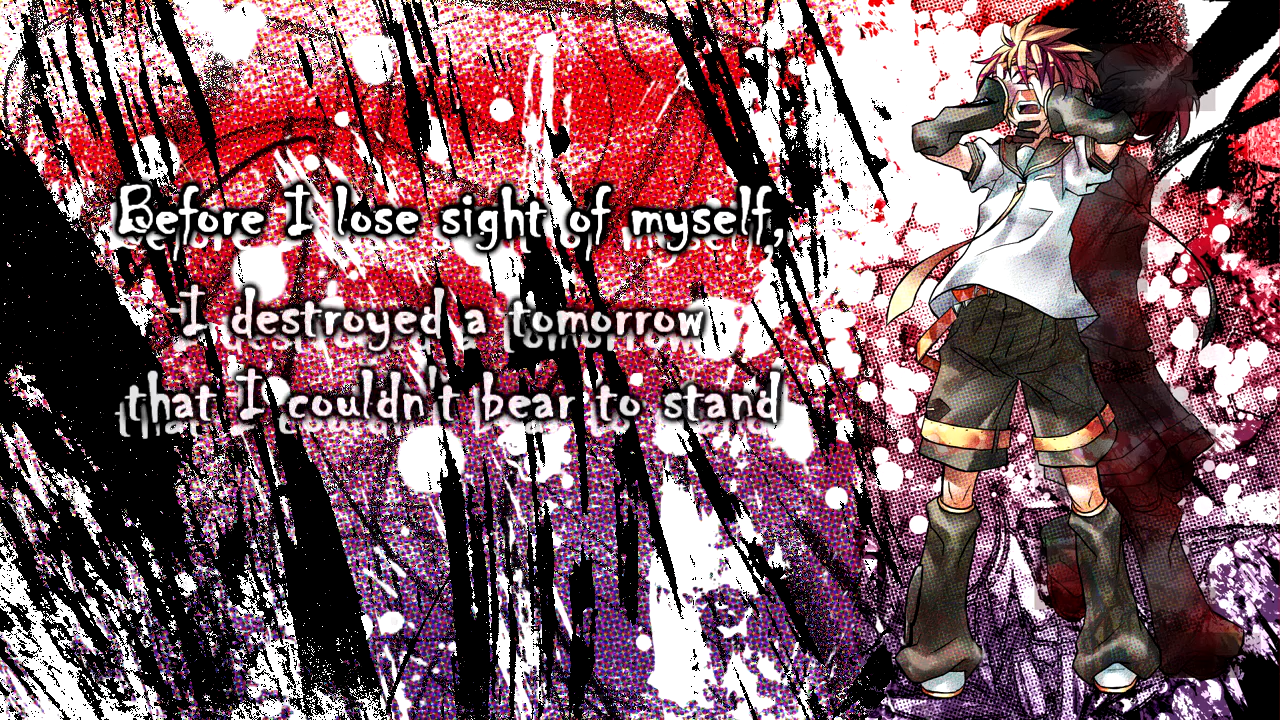 Before I lose sight of myself,
I destroyed a tomorrow
that I couldn't bear to stand